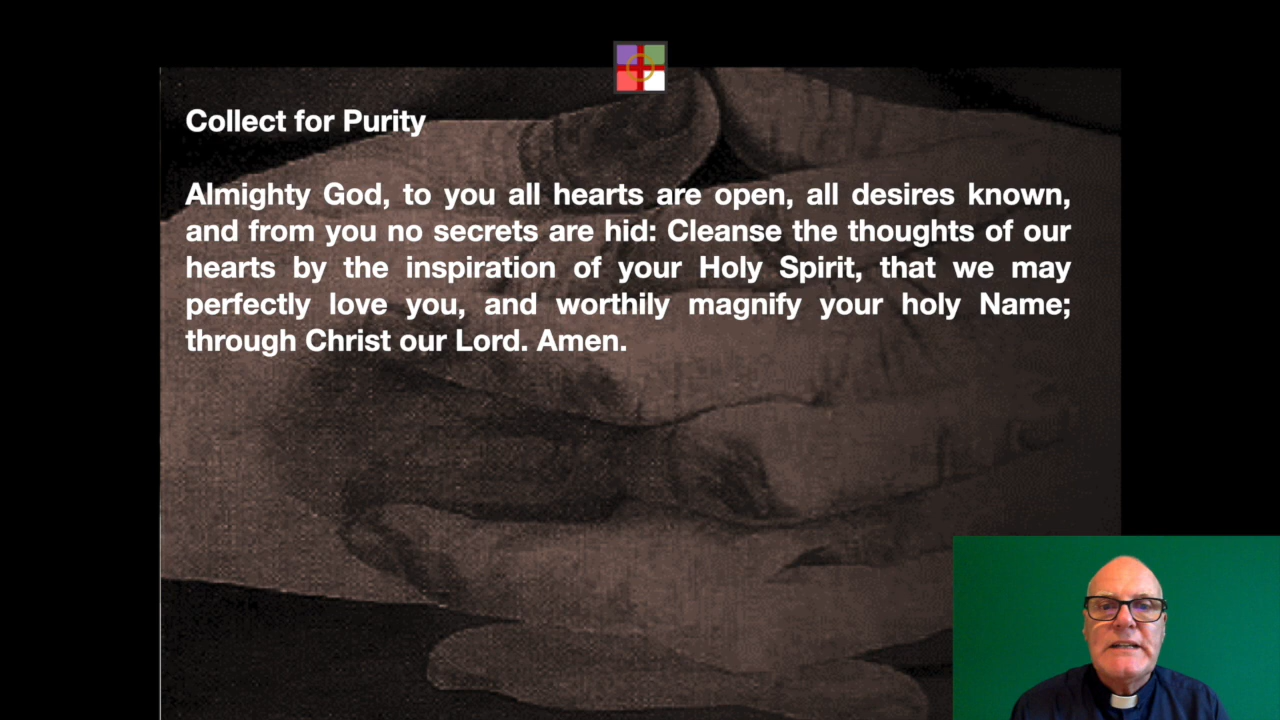 Collect for Purity
Almighty God, to you all hearts are open, all desires known,
and from you no secrets are hid: Cleanse the thoughts of our
hearts by the inspiration of your Holy Spirit, that we may
perfectly love you, and worthily magnify your holy Name;
through Christ our Lord. Amen.